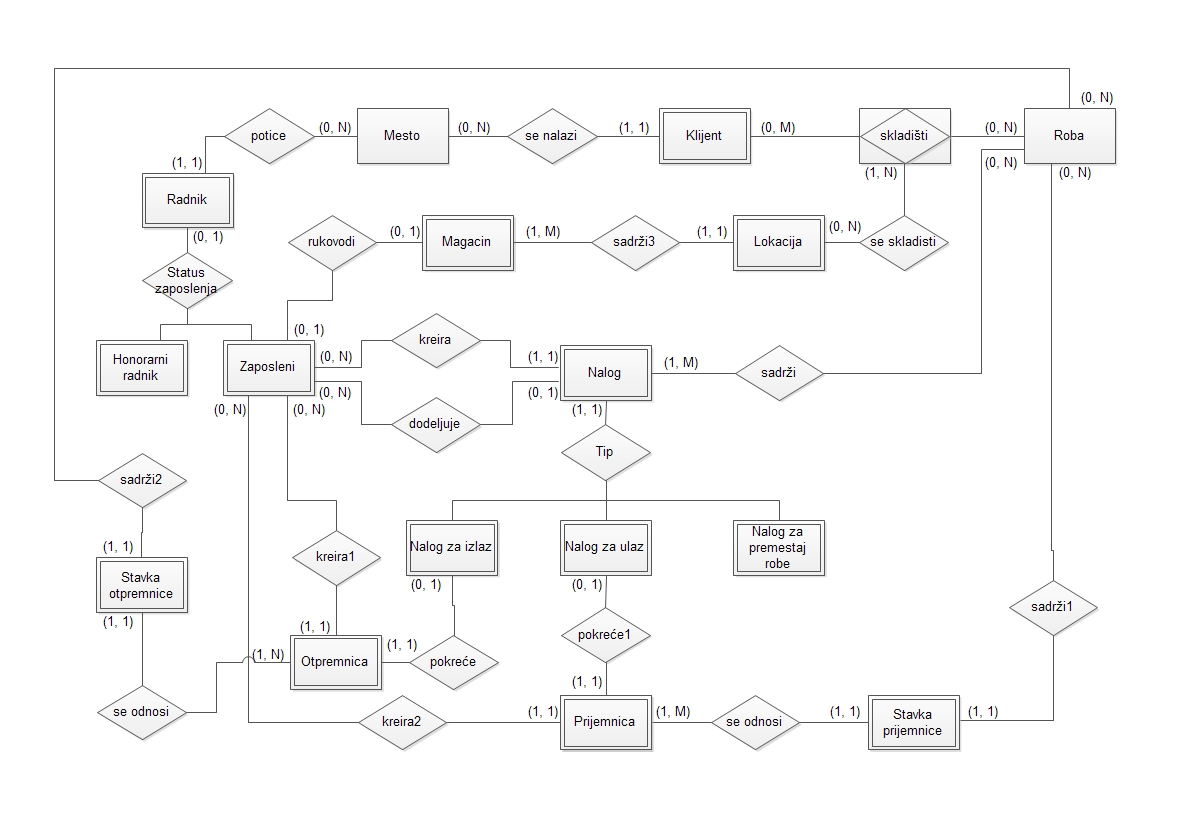 (0, N)
potice
(0, N)
Mesto
(0, N)
se nalazi
(1, 1)
Klijent
(0, M)
skladišti
(0, N)
Roba
(1, 1)
(0, N)
(1, N)
(0, N)
Radnik
(0, 1)
rukovodi
(0, 1)
Magacin
(1, M)
sadrži3
(1, 1)
Lokacija
(0, N)
se skladisti
Status
zaposlenja
(0, 1)
Honorarni
radnik
Zaposleni
(0, N)
kreira
(1, 1)
Nalog
(1, M)
sadrži
(0, N)
(0, 1)
(0, N)
(0, N)
dodeljuje
(1, 1)
Tip
sadrži2
(1, 1)
kreira1
Nalog za izlaz
Nalog za ulaz
Nalog za
premestaj
robe
Stavka
otpremnice
(0, 1)
(0, 1)
sadrži1
(1, 1)
(1, 1)
pokreće1
(1, N)
Otpremnica
(1, 1)
pokreće
(1, 1)
se odnosi
kreira2
(1, 1)
Prijemnica
(1, M)
se odnosi
(1, 1)
Stavka
prijemnice
(1, 1)